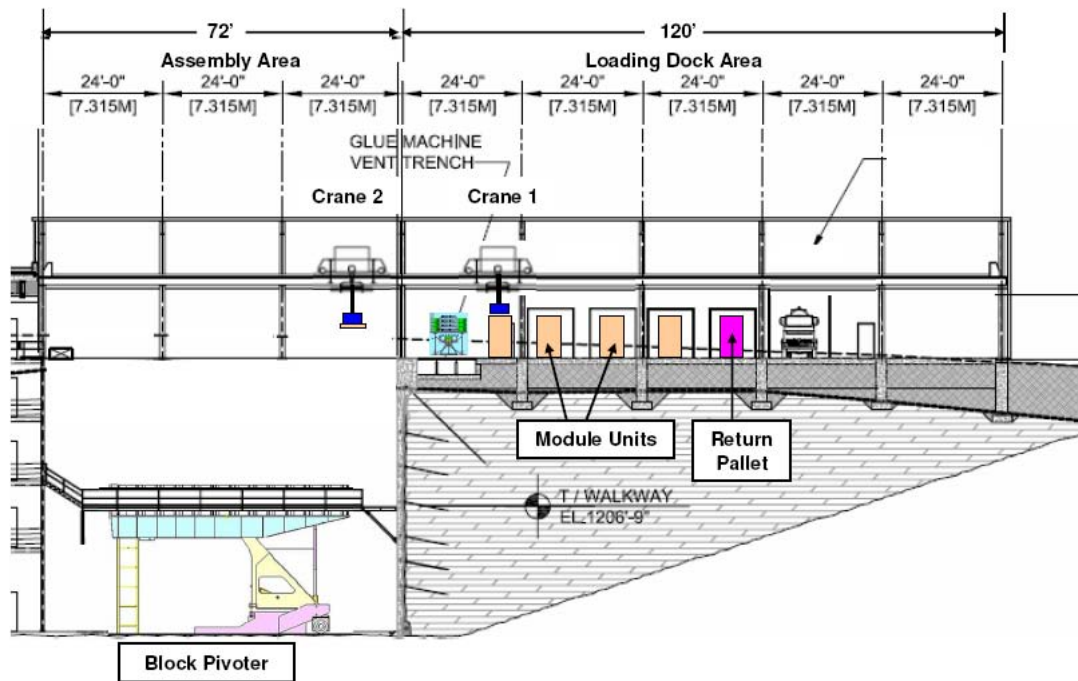 72'
120'
Assembly Area
Loading Dock Area
24'-0"
24'-0"
24'-0"
24'-0"
24'-0"
24'-0"
24'-0"
24'-0"
[7.315M]
[7.315M]
[7.315M]
[7.315M]
[7.315M]
[7.315M]
[7.315M]
[7.315M]
GLUE MACHINE
VENT TRENCH
Crane 2
Crane 1
Module Units
Return
Pallet
T / WALKWAY
EL.1206'-9"
Block Pivoter